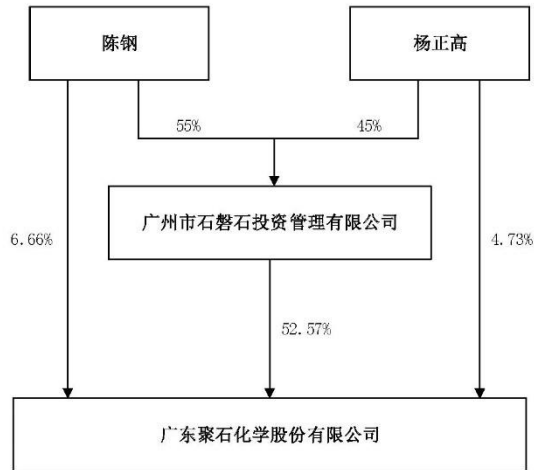 陈钢
杨正高
55%
45%
广州市石磐石投资管理有限公司
6.66%
4.73%
52.57%
广东聚石化学股份有限公司